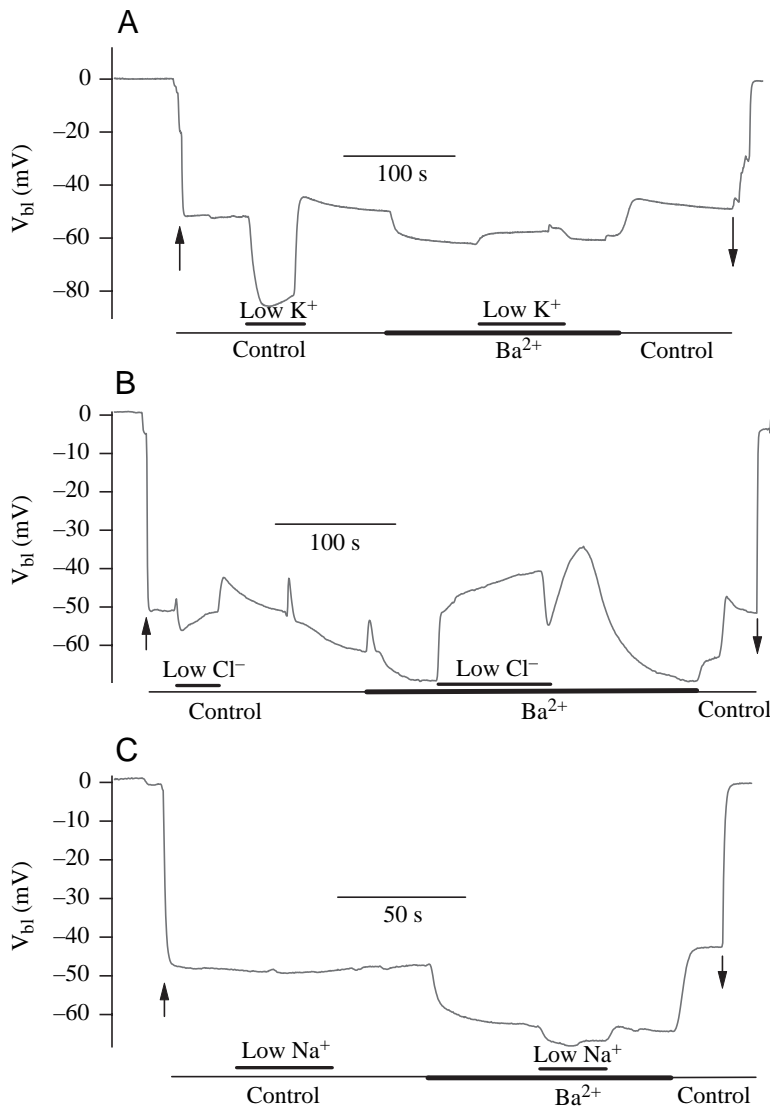 A
0
–20
–40
–60
–80
V_bl (mV)
100 s
Low K⁺
Low K⁺
Control
Ba²⁺
Control
B
0
–10
–20
–30
–40
–50
–60
V_bl (mV)
100 s
Low Cl⁻
Low Cl⁻
Control
Ba²⁺
Control
C
0
–10
–20
–30
–40
–50
–60
V_bl (mV)
50 s
Low Na⁺
Low Na⁺
Control
Ba²⁺
Control